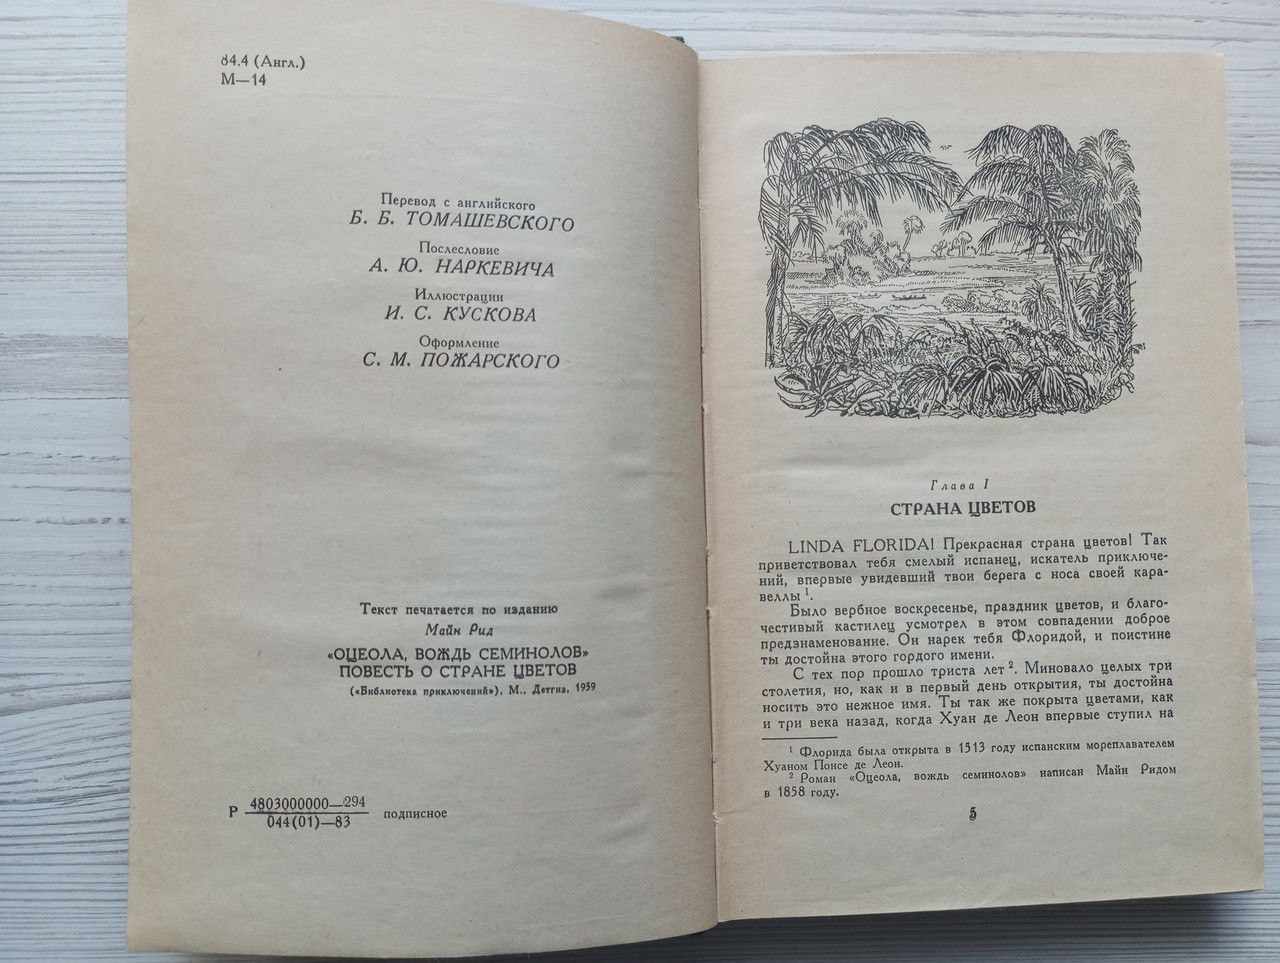 84.4 (Англ.)
М—14
Перевод с английского
Б. Б. ТОМАШЕВСКОГО
Послесловие
А. Ю. НАРКЕВИЧА
Иллюстрации
И. С. КУСКОВА
Оформление
С. М. ПОЖАРСКОГО
Текст печатается по изданию
Майн Рид
«ОЦЕОЛА, ВОЖДЬ СЕМИНОЛОВ»
ПОВЕСТЬ О СТРАНЕ ЦВЕТОВ
(«Библиотека приключений»), М., Детгиз, 1959
Р 4803000000—294
044(01)—83 подписное
Глава I
СТРАНА ЦВЕТОВ
LINDA FLORIDA! Прекрасная страна цветов! Так
приветствовал тебя смелый испанец, искатель приключе-
ний, впервые увидевший твои берега с носа своей кара-
веллы ¹.
Было вербное воскресенье, праздник цветов, и благо-
честивый кастилец усмотрел в этом совпадении доброе
предзнаменование. Он нарек тебя Флоридой, и поистине
ты достойна этого гордого имени.
С тех пор прошло триста лет ². Миновало целых три
столетия, но, как и в первый день открытия, ты достойна
носить это нежное имя. Ты так же покрыта цветами, как
и три века назад, когда Хуан де Леон впервые ступил на
¹ Флорида была открыта в 1513 году испанским мореплавателем
Хуаном Понсе де Леон.
² Роман «Оцеола, вождь семинолов» написан Майн Ридом
в 1858 году.
5